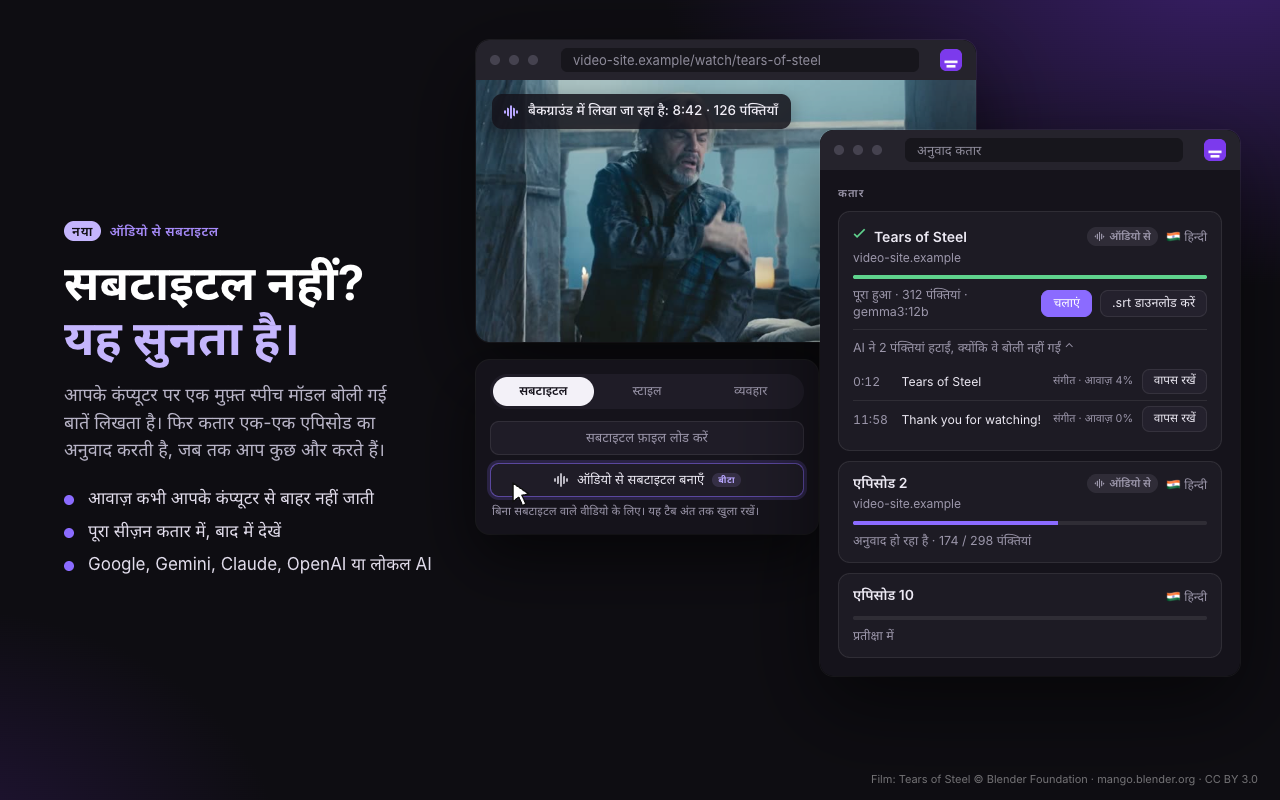 नया ऑडियो से सबटाइटल
सबटाइटल नहीं?
यह सुनता है।
आपके कंप्यूटर पर एक मुफ़्त स्पीच मॉडल बोली गई
बातें लिखता है। फिर कतार एक-एक एपिसोड का
अनुवाद करती है, जब तक आप कुछ और करते हैं।
आवाज़ कभी आपके कंप्यूटर से बाहर नहीं जाती
पूरा सीज़न कतार में, बाद में देखें
Google, Gemini, Claude, OpenAI या लोकल AI
video-site.example/watch/tears-of-steel
बैकग्राउंड में लिखा जा रहा है: 8:42 · 126 पंक्तियाँ
सबटाइटल स्टाइल व्यवहार
सबटाइटल फ़ाइल लोड करें
ऑडियो से सबटाइटल बनाएँ बीटा
बिना सबटाइटल वाले वीडियो के लिए। यह टैब अंत तक खुला रखें।
अनुवाद कतार
कतार
Tears of Steel ऑडियो से हिन्दी
video-site.example
पूरा हुआ · 312 पंक्तियां ·
gemma3:12b
चलाएं .srt डाउनलोड करें
AI ने 2 पंक्तियां हटाईं, क्योंकि वे बोली नहीं गईं
0:12 Tears of Steel संगीत · आवाज़ 4% वापस रखें
11:58 Thank you for watching! संगीत · आवाज़ 0% वापस रखें
एपिसोड 2 ऑडियो से हिन्दी
video-site.example
अनुवाद हो रहा है · 174 / 298 पंक्तियां
एपिसोड 10 हिन्दी
प्रतीक्षा में
Film: Tears of Steel © Blender Foundation · mango.blender.org · CC BY 3.0